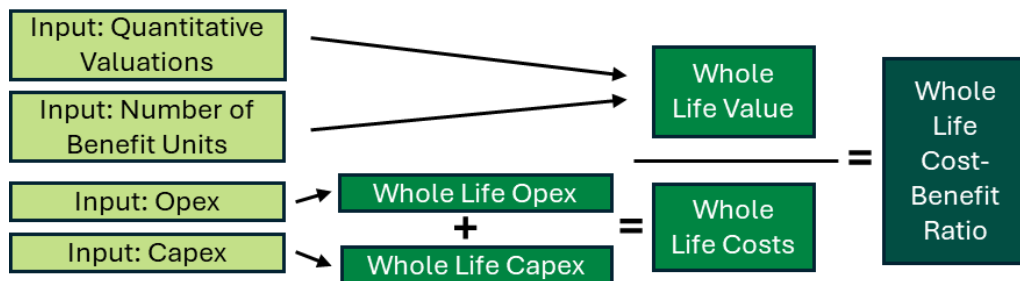 Input: Quantitative
Valuations
Input: Number of
Benefit Units
Input: Opex
Input: Capex
Whole Life Opex
+
Whole Life Capex
=
Whole
Life Value
Whole
Life Costs
=
Whole
Life
Cost-
Benefit
Ratio